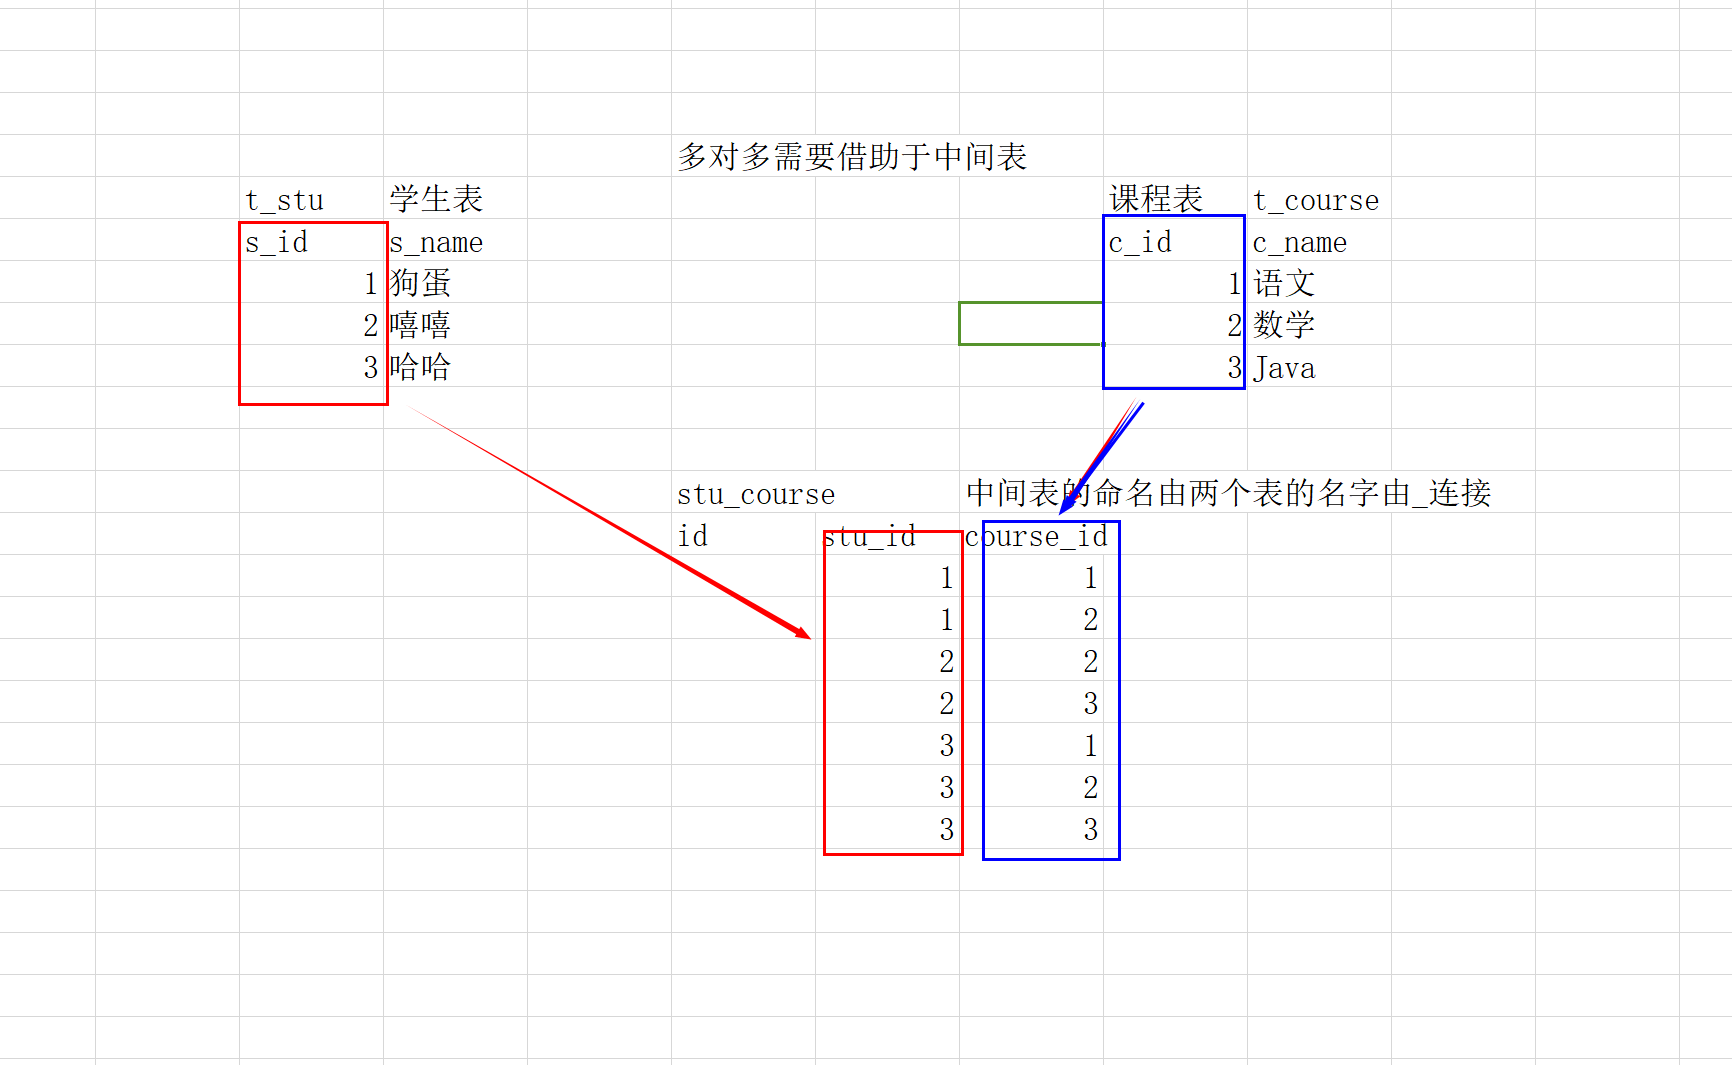 多对多需要借助于中间表
t_stu 学生表 课程表 t_course
s_id s_name c_id c_name
1 狗蛋 1 语文
2 嘻嘻 2 数学
3 哈哈 3 Java
stu_course 中间表的命名由两个表的名字由_连接
id stu_id course_id
1 1
1 2
2 2
2 3
3 1
3 2
3 3